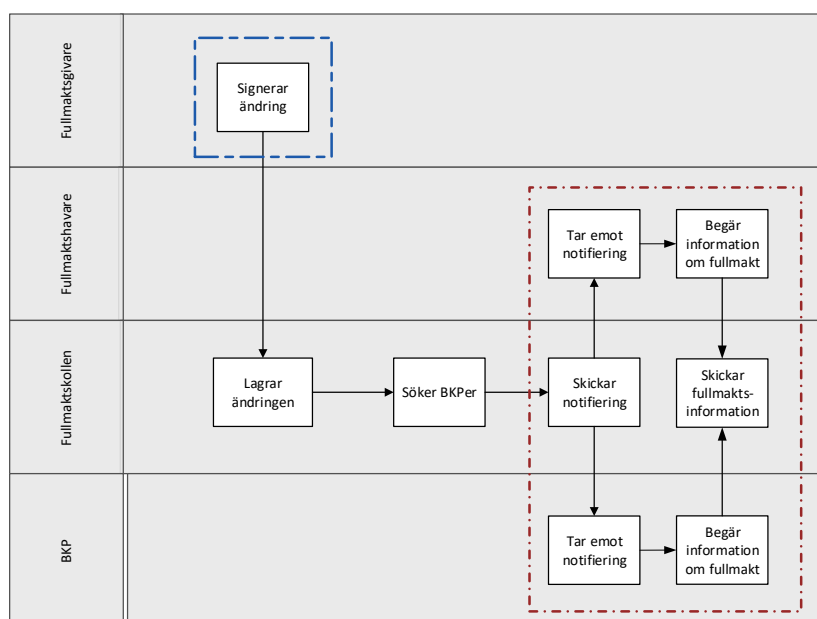 Fullmaktsgivare
Signerar
ändring
Fullmaktshavare
Tar emot
notifiering
Begär
information
om fullmakt
Fullmaktskollen
Lagrar
ändringen
Söker BKPer
Skickar
notifiering
Skickar
fullmakts-
information
BKP
Tar emot
notifiering
Begär
information
om fullmakt